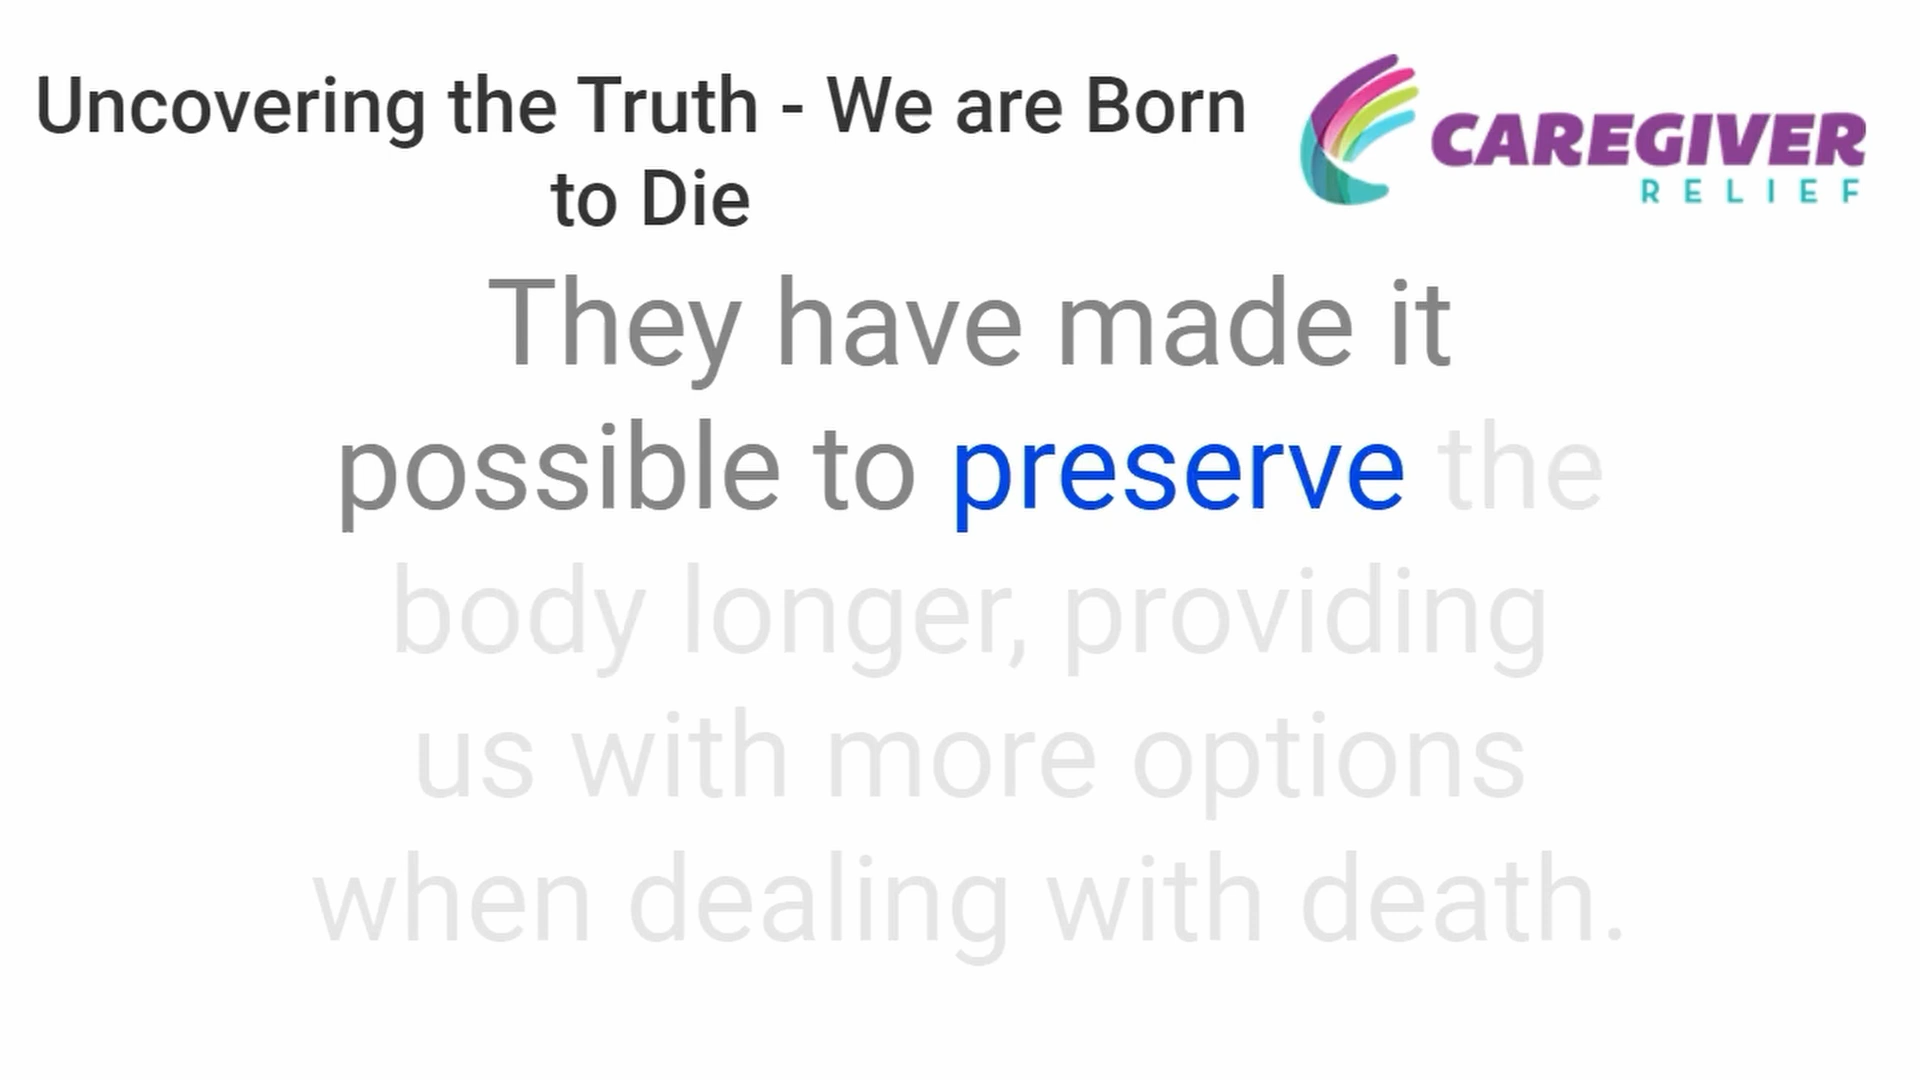 Uncovering the Truth - We are Born
to Die
CAREGIVER
RELIEF
They have made it
possible to preserve the
body longer, providing
us with more options
when dealing with death.